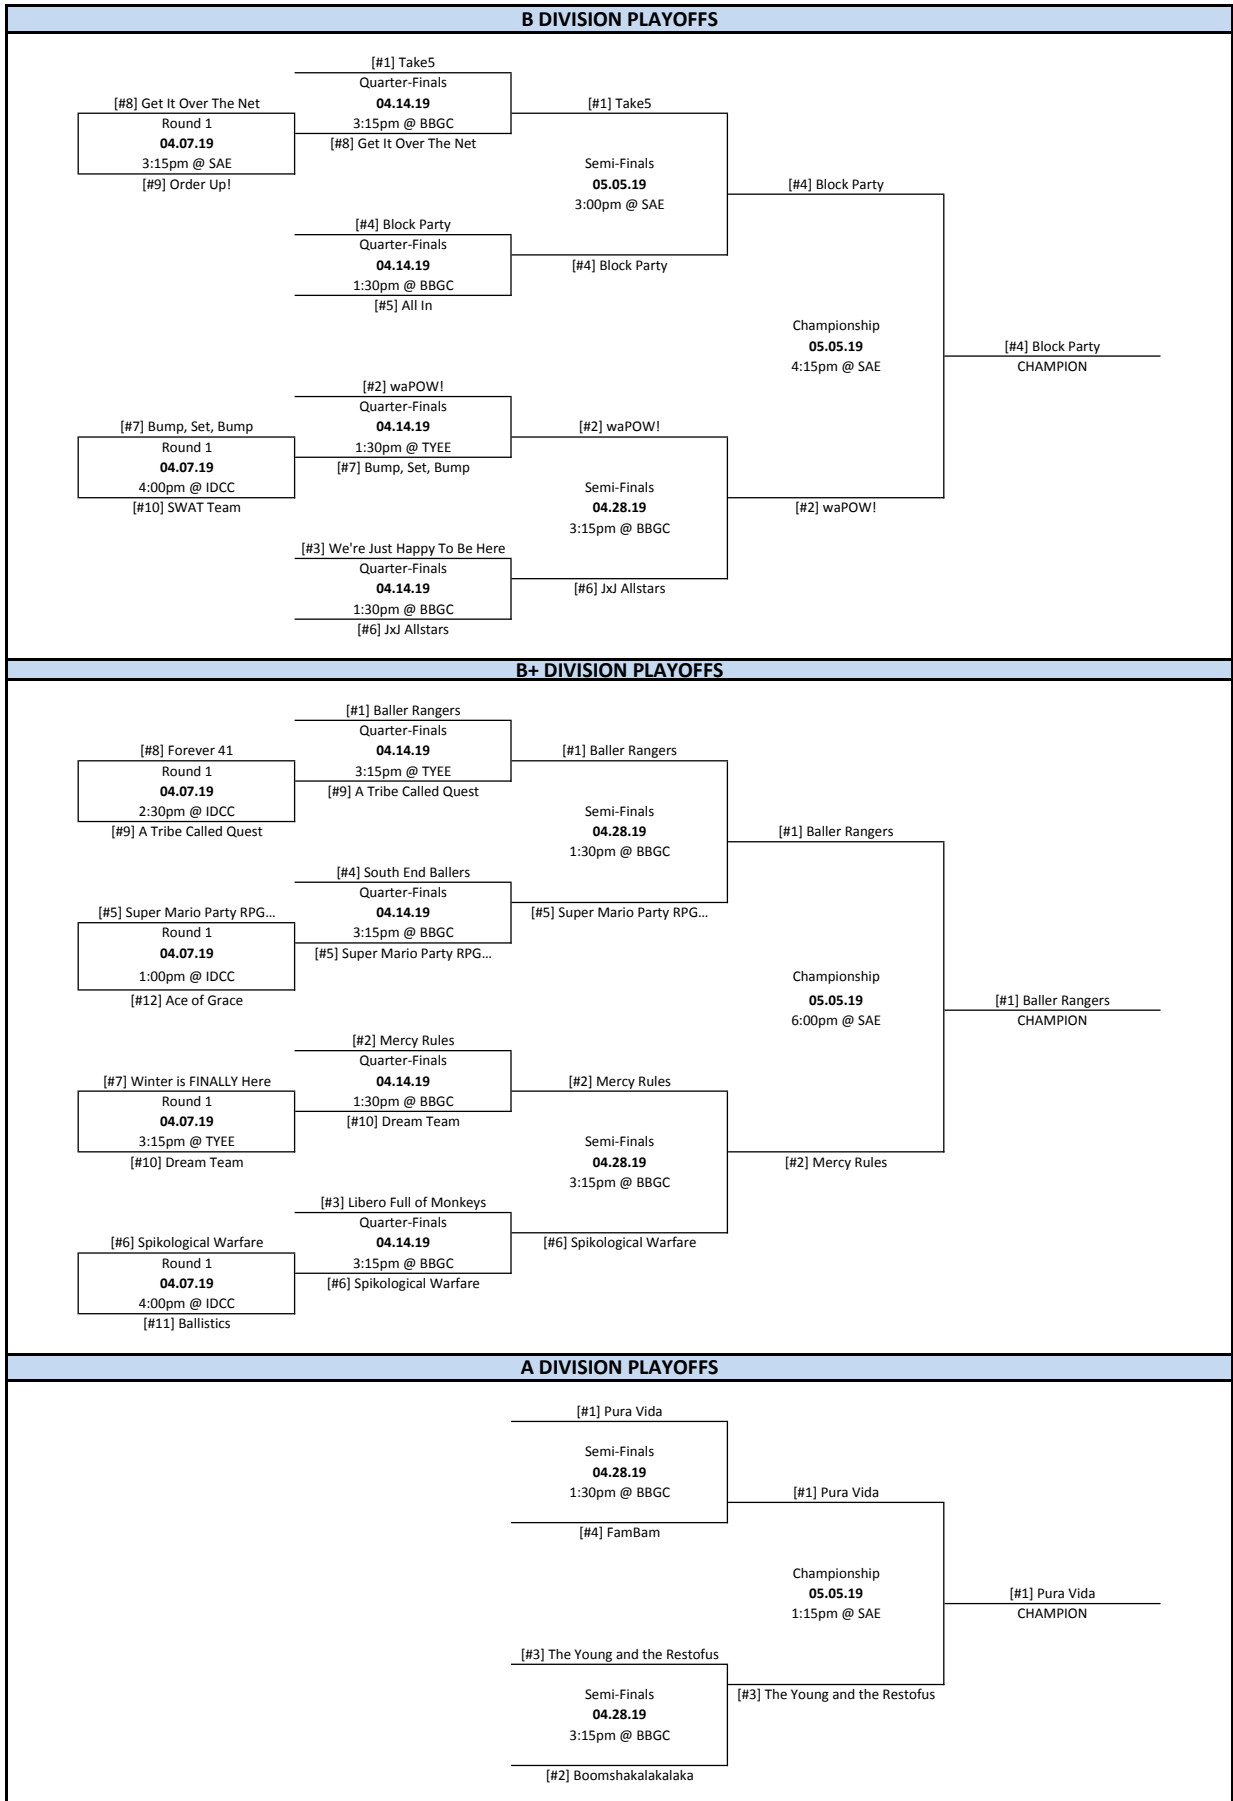 B DIVISION PLAYOFFS
[#1] Take5
Quarter-Finals
04.14.19
3:15pm @ BBGC
[#8] Get It Over The Net
[#8] Get It Over The Net
Round 1
04.07.19
3:15pm @ SAE
[#9] Order Up!
[#1] Take5
Semi-Finals
05.05.19
3:00pm @ SAE
[#4] Block Party
[#4] Block Party
Quarter-Finals
04.14.19
1:30pm @ BBGC
[#5] All In
[#4] Block Party
Championship
05.05.19
4:15pm @ SAE
[#4] Block Party
CHAMPION
[#2] waPOW!
Quarter-Finals
04.14.19
1:30pm @ TYEE
[#7] Bump, Set, Bump
[#7] Bump, Set, Bump
Round 1
04.07.19
4:00pm @ IDCC
[#10] SWAT Team
[#2] waPOW!
Semi-Finals
04.28.19
3:15pm @ BBGC
[#6] JxJ Allstars
[#2] waPOW!
[#3] We're Just Happy To Be Here
Quarter-Finals
04.14.19
1:30pm @ BBGC
[#6] JxJ Allstars
B+ DIVISION PLAYOFFS
[#1] Baller Rangers
Quarter-Finals
04.14.19
3:15pm @ TYEE
[#9] A Tribe Called Quest
[#8] Forever 41
Round 1
04.07.19
2:30pm @ IDCC
[#9] A Tribe Called Quest
[#1] Baller Rangers
Semi-Finals
04.28.19
1:30pm @ BBGC
[#5] Super Mario Party RPG...
[#1] Baller Rangers
[#4] South End Ballers
Quarter-Finals
04.14.19
3:15pm @ BBGC
[#5] Super Mario Party RPG...
[#5] Super Mario Party RPG...
Round 1
04.07.19
1:00pm @ IDCC
[#12] Ace of Grace
Championship
05.05.19
6:00pm @ SAE
[#1] Baller Rangers
CHAMPION
[#2] Mercy Rules
Quarter-Finals
04.14.19
1:30pm @ BBGC
[#10] Dream Team
[#7] Winter is FINALLY Here
Round 1
04.07.19
3:15pm @ TYEE
[#10] Dream Team
[#2] Mercy Rules
Semi-Finals
04.28.19
3:15pm @ BBGC
[#6] Spikological Warfare
[#2] Mercy Rules
[#3] Libero Full of Monkeys
Quarter-Finals
04.14.19
3:15pm @ BBGC
[#6] Spikological Warfare
[#6] Spikological Warfare
Round 1
04.07.19
4:00pm @ IDCC
[#11] Ballistics
A DIVISION PLAYOFFS
[#1] Pura Vida
Semi-Finals
04.28.19
1:30pm @ BBGC
[#4] FamBam
[#1] Pura Vida
Championship
05.05.19
1:15pm @ SAE
[#1] Pura Vida
CHAMPION
[#3] The Young and the Restofus
Semi-Finals
04.28.19
3:15pm @ BBGC
[#2] Boomshakalakalaka
[#3] The Young and the Restofus